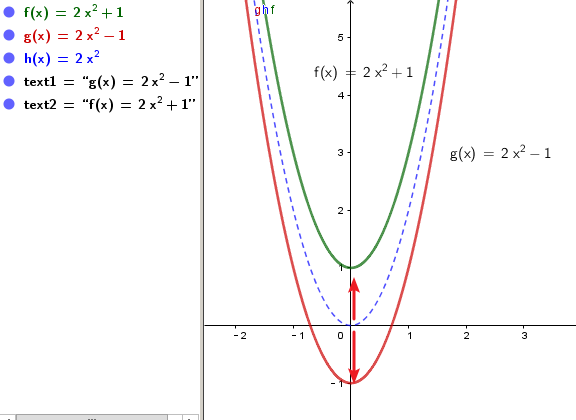 f(x) = 2 x² + 1
g(x) = 2 x² − 1
h(x) = 2 x²
text1 = “g(x) = 2 x² − 1”
text2 = “f(x) = 2 x² + 1”
g h f
5
f(x) = 2 x² + 1
4
3
g(x) = 2 x² − 1
2
1
-2 -1 0 1 2 3
-1